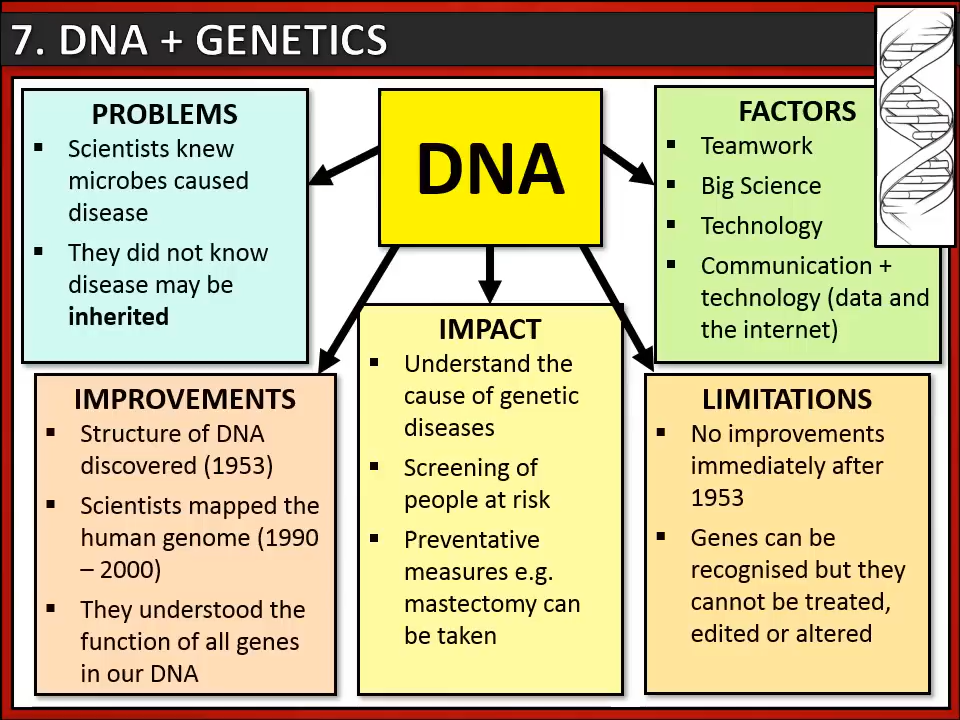 7. DNA + GENETICS
PROBLEMS
▪ Scientists knew
microbes caused
disease
▪ They did not know
disease may be
inherited
DNA
FACTORS
▪ Teamwork
▪ Big Science
▪ Technology
▪ Communication +
technology (data and
the internet)
IMPROVEMENTS
▪ Structure of DNA
discovered (1953)
▪ Scientists mapped the
human genome (1990
– 2000)
▪ They understood the
function of all genes
in our DNA
IMPACT
▪ Understand the
cause of genetic
diseases
▪ Screening of
people at risk
▪ Preventative
measures e.g.
mastectomy can
be taken
LIMITATIONS
▪ No improvements
immediately after
1953
▪ Genes can be
recognised but they
cannot be treated,
edited or altered